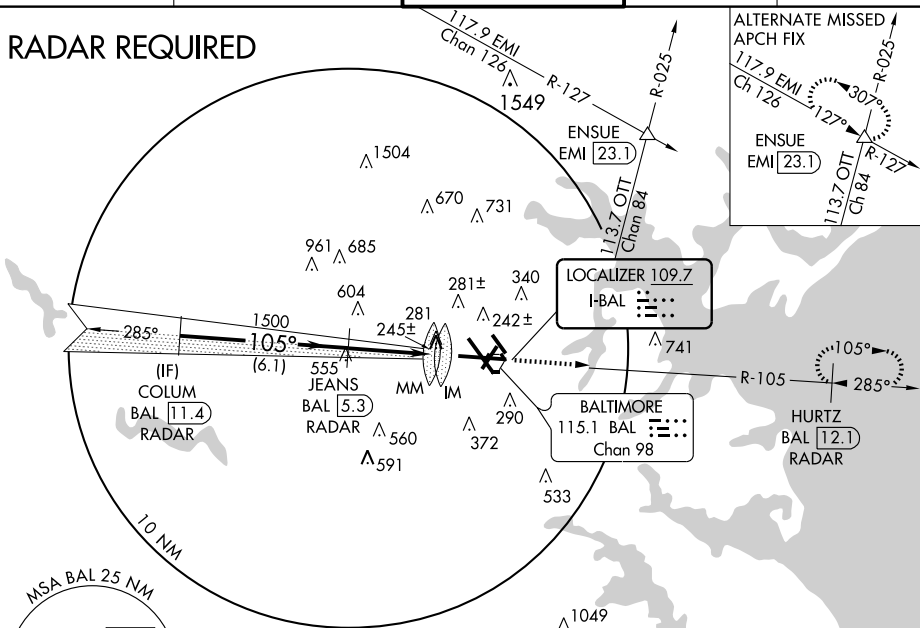 RADAR REQUIRED
117.9 EMI
Chan 126
R-127
R-025
1549
ENSUE
EMI 23.1
113.7 OTT
Chan 84
ALTERNATE MISSED
APCH FIX
117.9 EMI
Ch 126
127°
307°
R-025
ENSUE
EMI 23.1
R-127
113.7 OTT
Ch 84
1504
670
731
961
685
604
281
245±
281±
340
242±
LOCALIZER 109.7
I-BAL
741
285°
1500
105°
(6.1)
555
(IF)
COLUM
BAL 11.4
RADAR
JEANS
BAL 5.3
RADAR
MM
IM
R-105
105°
285°
HURTZ
BAL 12.1
RADAR
BALTIMORE
115.1 BAL
Chan 98
290
372
560
591
533
10 NM
MSA BAL 25 NM
1049